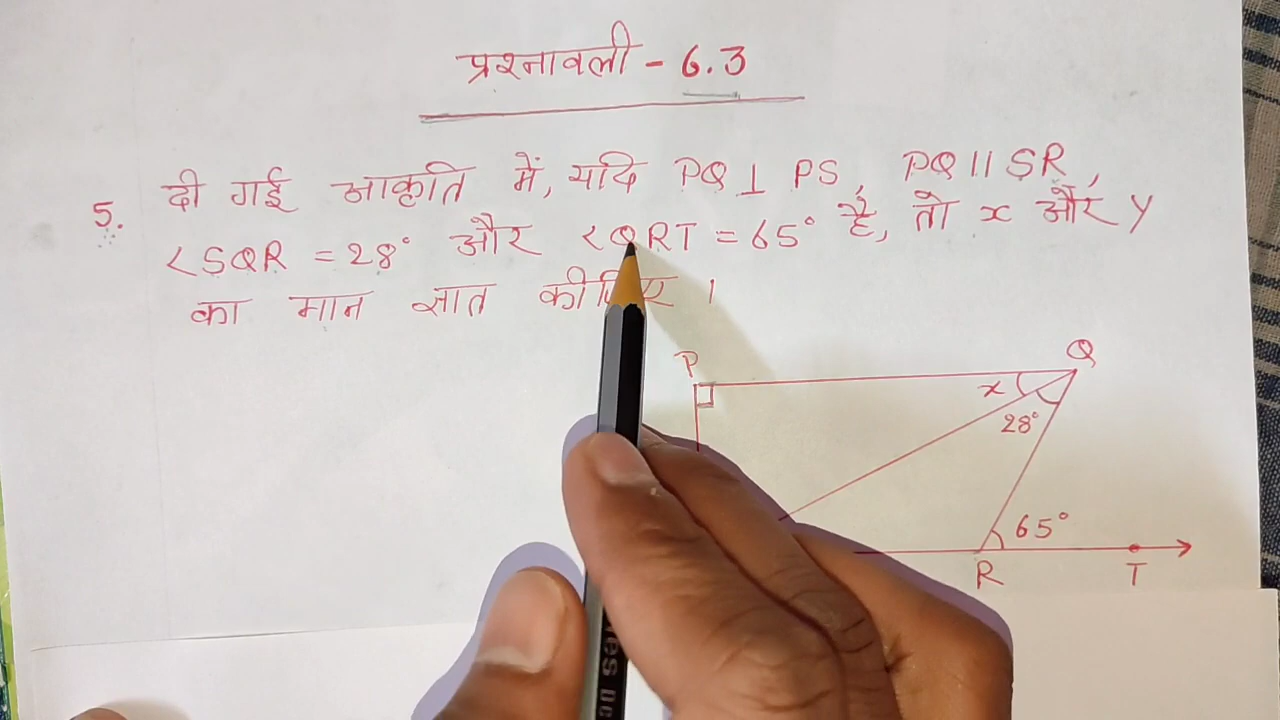 प्रश्नावली - 6.3
5. दी गई आकृति में, यदि PQ ⊥ PS, PQ || SR,
∠SQR = 28° और ∠QRT = 65° है, तो x और y
का मान ज्ञात
P
Q
x
28°
65°
R
T